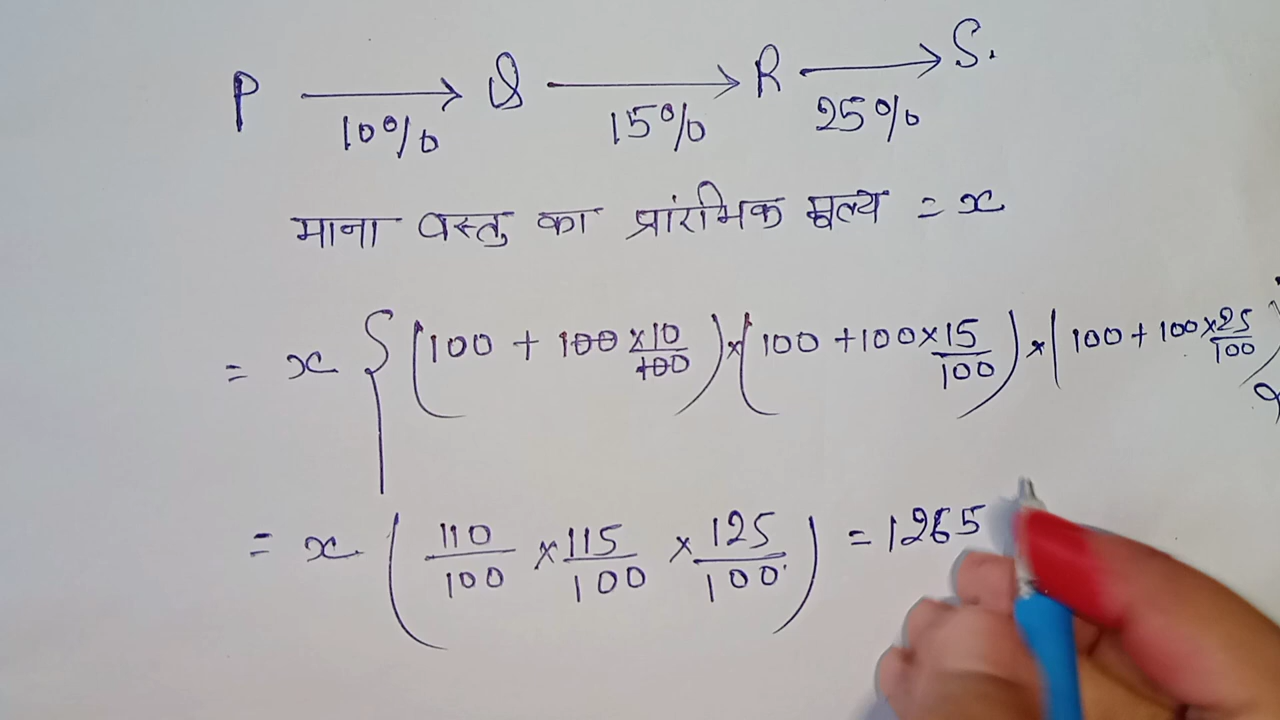 P → Q → R → S.
10% 15% 25%
माना वस्तु का प्रारंभिक मूल्य = x
= x { (100 + 100 × 10/100) × (100 + 100 × 15/100) × (100 + 100 × 25/100)
= x (110/100 × 115/100 × 125/100) = 1265